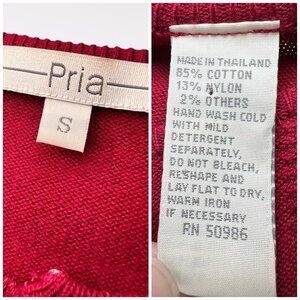 Pria
S
MADE IN THAILAND
85% COTTON
13% NYLON
2% OTHERS
HAND WASH COLD
WITH MILD
DETERGENT
SEPARATELY,
DO NOT BLEACH,
RESHAPE AND
LAY FLAT TO DRY,
WARM IRON
IF NECESSARY
RN 50986